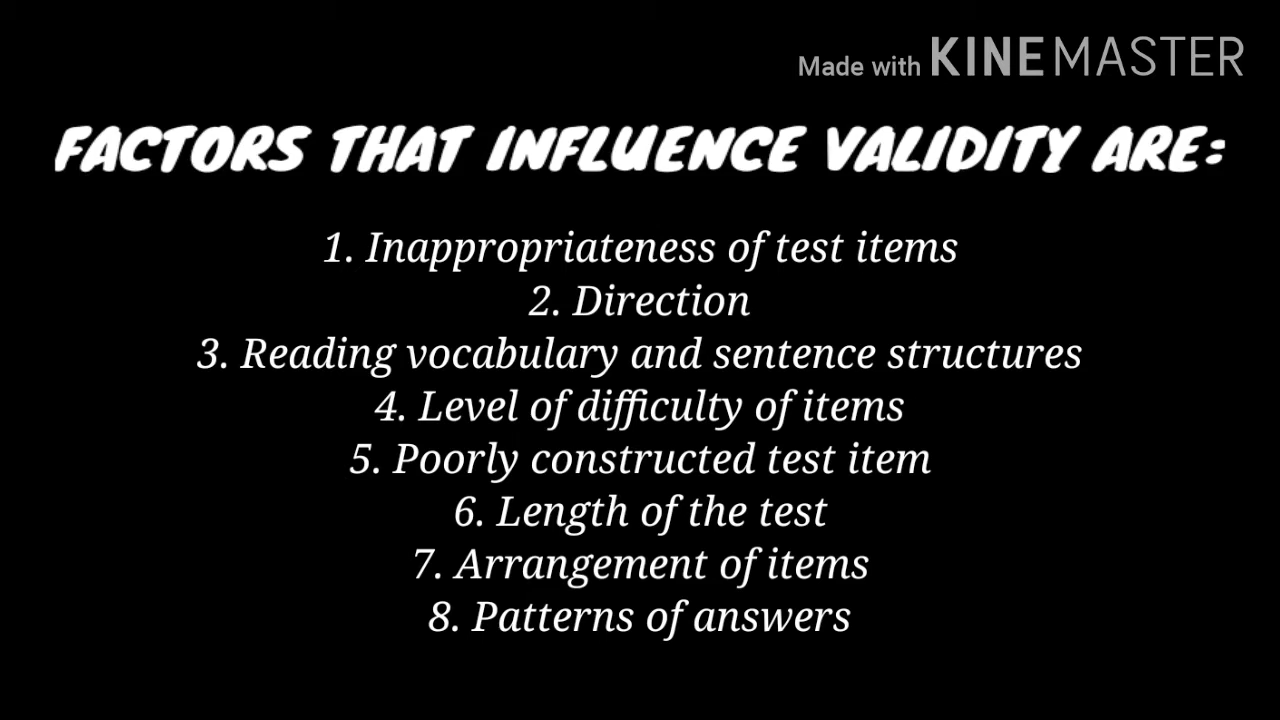 Made with KINEMASTER
FACTORS THAT INFLUENCE VALIDITY ARE:
1. Inappropriateness of test items
2. Direction
3. Reading vocabulary and sentence structures
4. Level of difficulty of items
5. Poorly constructed test item
6. Length of the test
7. Arrangement of items
8. Patterns of answers